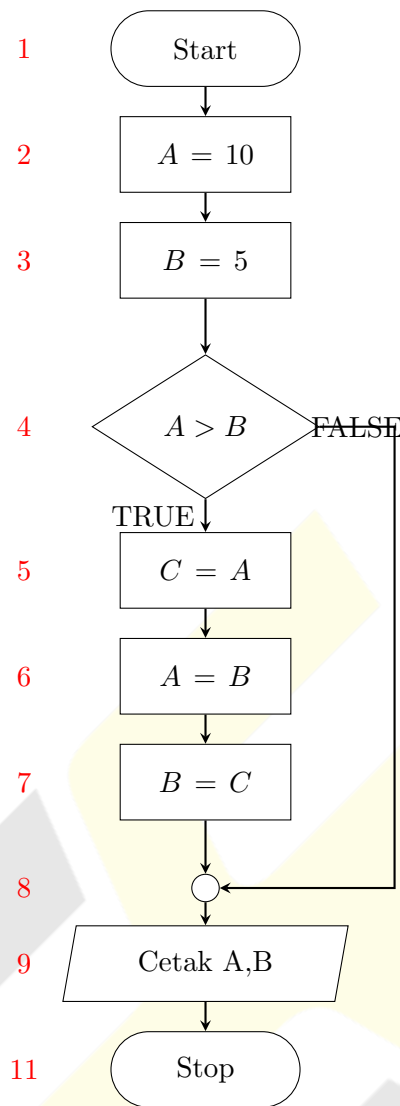 1 Start
2 A = 10
3 B = 5
4 A > B FALSE
TRUE
5 C = A
6 A = B
7 B = C
8
9 Cetak A,B
11 Stop